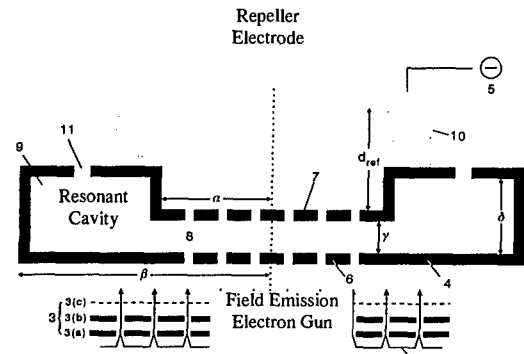 Repeller
Electrode
5
11
9
10
d_ref
7
Resonant
Cavity
α
δ
8
γ
β
6
4
3(c)
3
3(b)
3(a)
Field Emission
Electron Gun